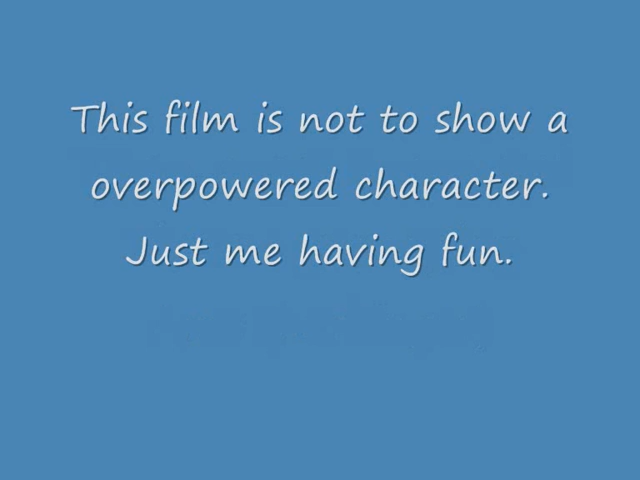 This film is not to show a
overpowered character.
Just me having fun.